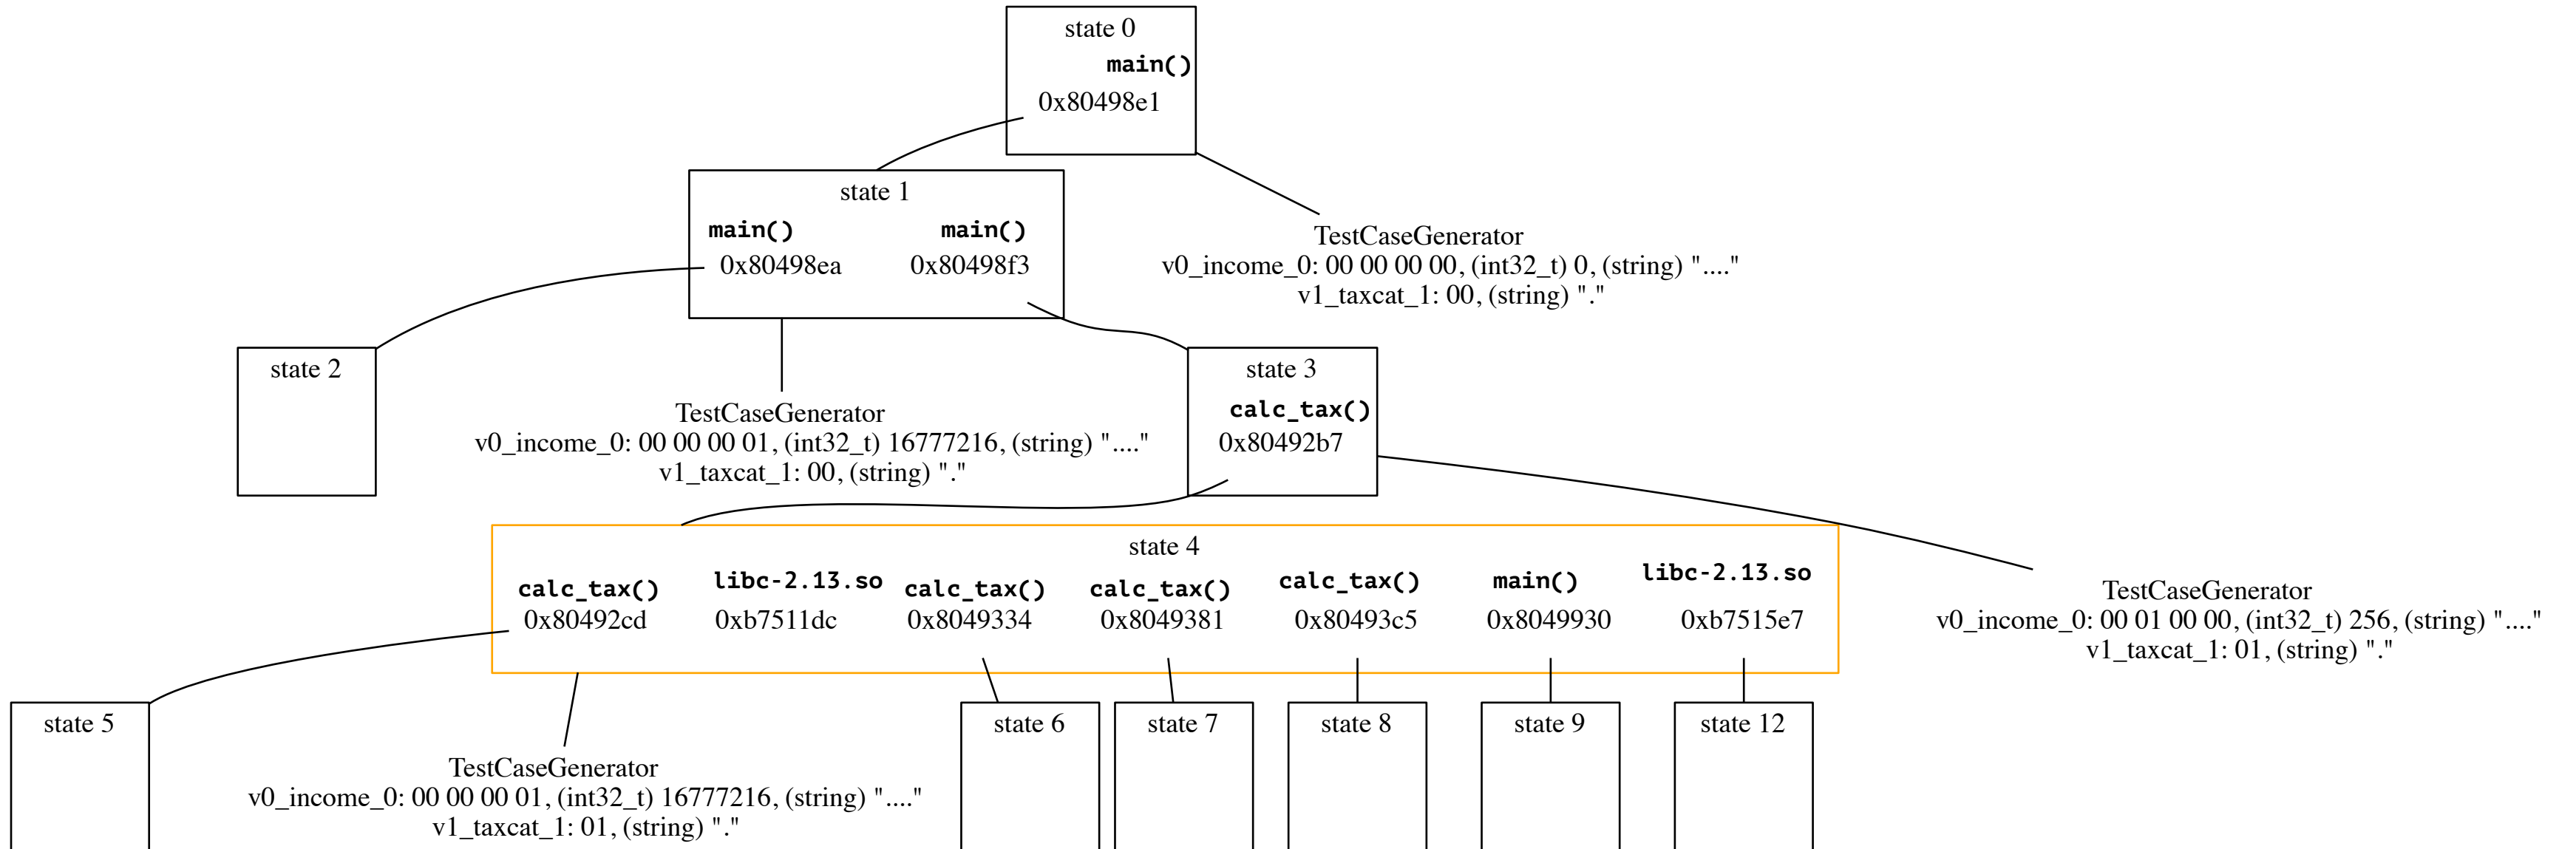 state 0
main()
0x80498e1
state 1
main() main()
0x80498ea 0x80498f3
TestCaseGenerator
v0_income_0: 00 00 00 00, (int32_t) 0, (string) "...."
v1_taxcat_1: 00, (string) "."
state 2
TestCaseGenerator
v0_income_0: 00 00 00 01, (int32_t) 16777216, (string) "...."
v1_taxcat_1: 00, (string) "."
state 3
calc_tax()
0x80492b7
state 4
calc_tax() libc-2.13.so calc_tax() calc_tax() calc_tax() main() libc-2.13.so
0x80492cd 0xb7511dc 0x8049334 0x8049381 0x80493c5 0x8049930 0xb7515e7
TestCaseGenerator
v0_income_0: 00 01 00 00, (int32_t) 256, (string) "...."
v1_taxcat_1: 01, (string) "."
state 5
TestCaseGenerator
v0_income_0: 00 00 00 01, (int32_t) 16777216, (string) "...."
v1_taxcat_1: 01, (string) "."
state 6
state 7
state 8
state 9
state 12